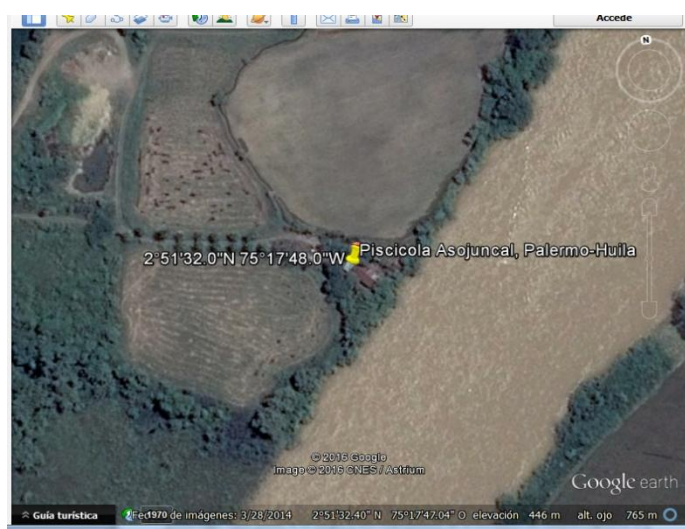 Accede
N
2°51'32.0"N 75°17'48.0"W
Piscicola Asojuncal, Palermo-Huila
© 2016 Google
Image © 2016 CNES / Astrium
Google earth
Guía turística
1970
de imágenes: 3/28/2014 2°51'32.40" N 75°17'47.04" O elevación 446 m alt. ojo 765 m